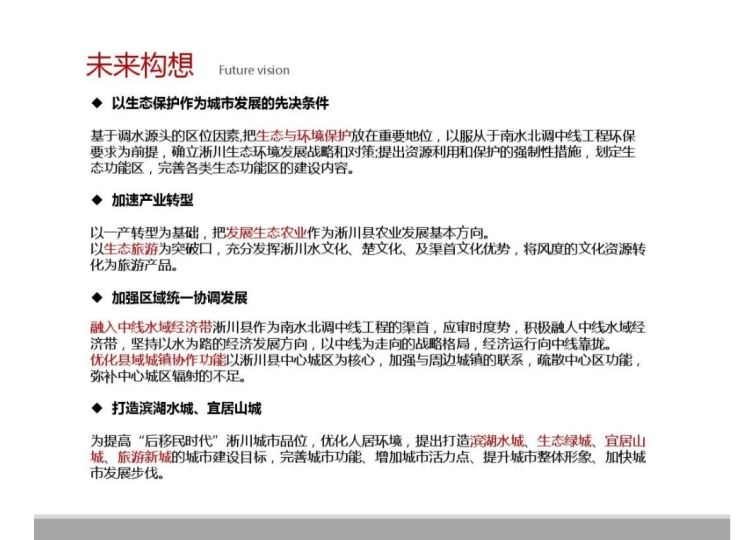 未来构想 Future vision
◆ 以生态保护作为城市发展的先决条件
基于调水源头的区位因素,把生态与环境保护放在重要地位，以服从于南水北调中线工程环保
要求为前提，确立淅川生态环境发展战略和对策;提出资源利用和保护的强制性措施，划定生
态功能区，完善各类生态功能区的建设内容。
◆ 加速产业转型
以一产转型为基础，把发展生态农业作为淅川县农业发展基本方向。
以生态旅游为突破口，充分发挥淅川水文化、楚文化、及渠首文化优势，将风度的文化资源转
化为旅游产品。
◆ 加强区域统一协调发展
融入中线水域经济带淅川县作为南水北调中线工程的渠首，应审时度势，积极融人中线水域经
济带，坚持以水为路的经济发展方向，以中线为走向的战略格局，经济运行向中线靠拢。
优化县域城镇协作功能以淅川县中心城区为核心，加强与周边城镇的联系，疏散中心区功能，
弥补中心城区辐射的不足。
◆ 打造滨湖水城、宜居山城
为提高“后移民时代”淅川城市品位，优化人居环境，提出打造滨湖水城、生态绿城、宜居山
城、旅游新城的城市建设目标，完善城市功能、增加城市活力点、提升城市整体形象、加快城
市发展步伐。